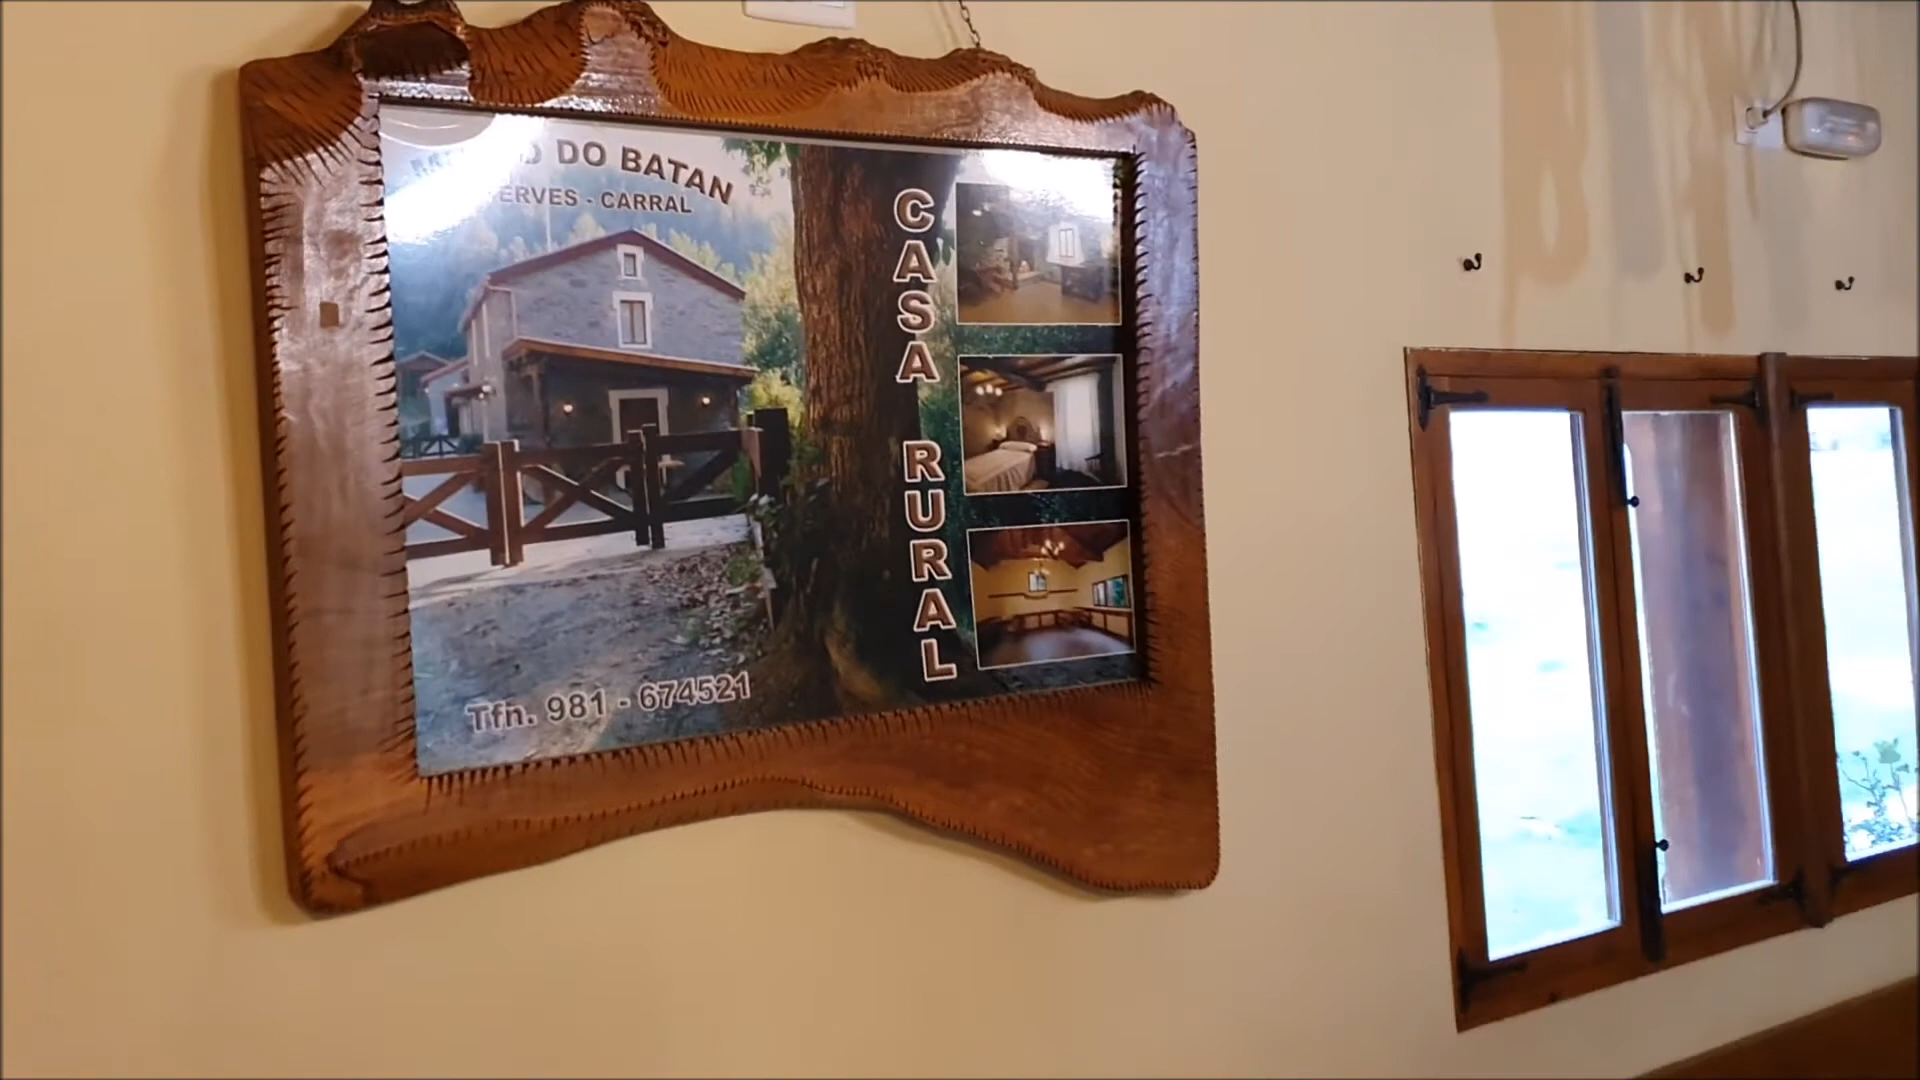 DO BATAN
- CARRAL
CASA RURAL
Tfn. 981 - 674521